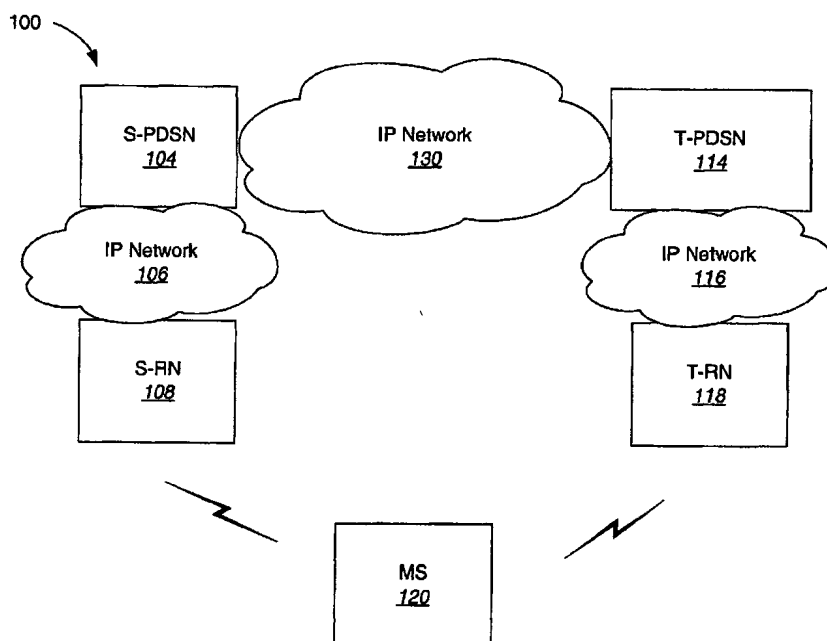 100
S-PDSN
104
IP Network
130
T-PDSN
114
IP Network
106
IP Network
116
S-RN
108
T-RN
118
MS
120